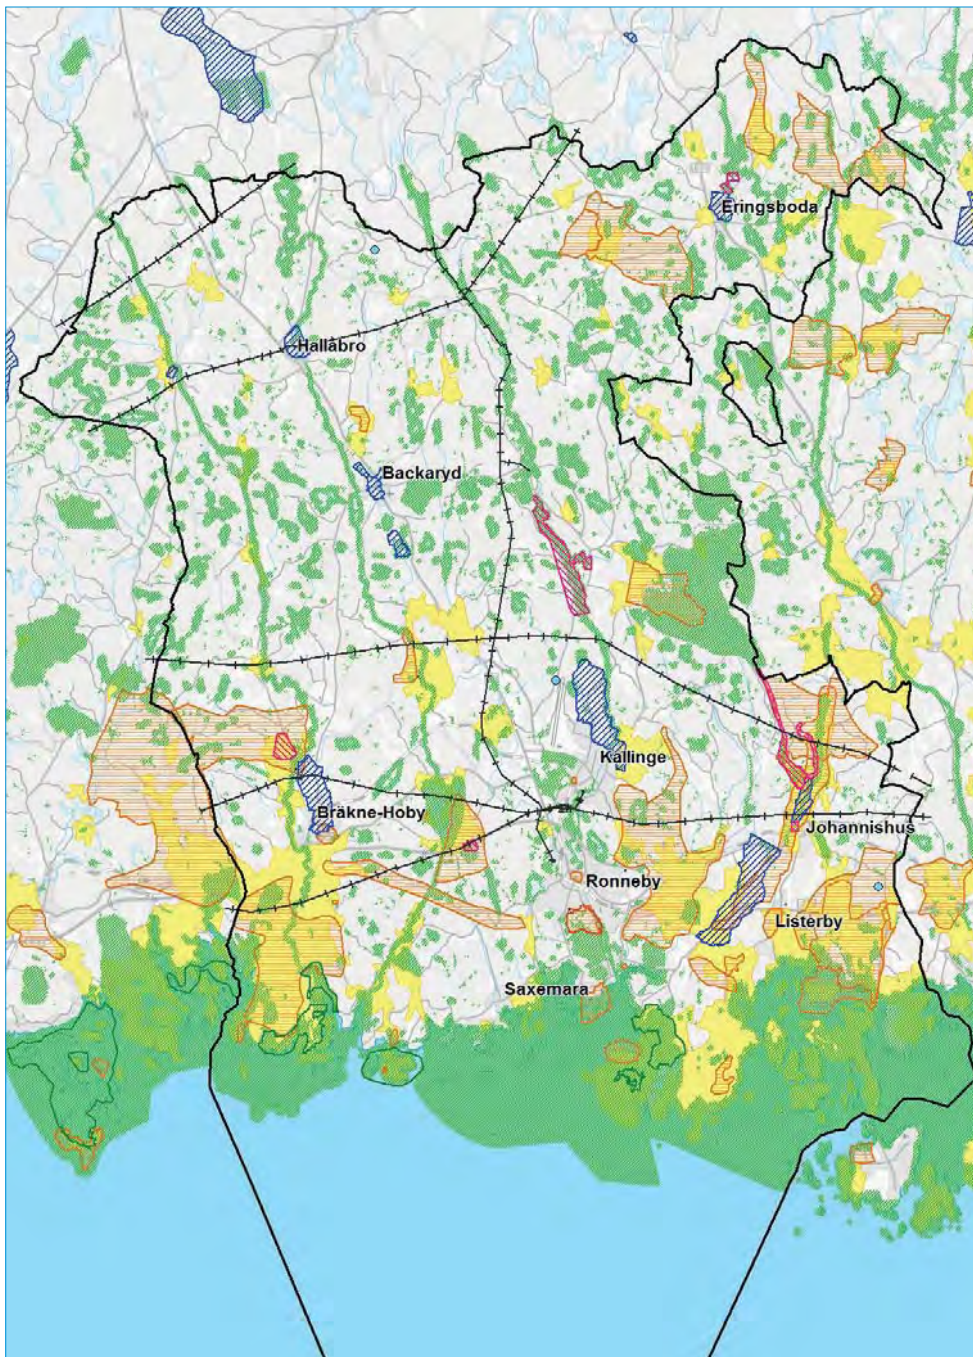 Eringsboda
Hallabro
Backaryd
Kallinge
Bräkne-Hoby
Johannishus
Ronneby
Listerby
Saxemara